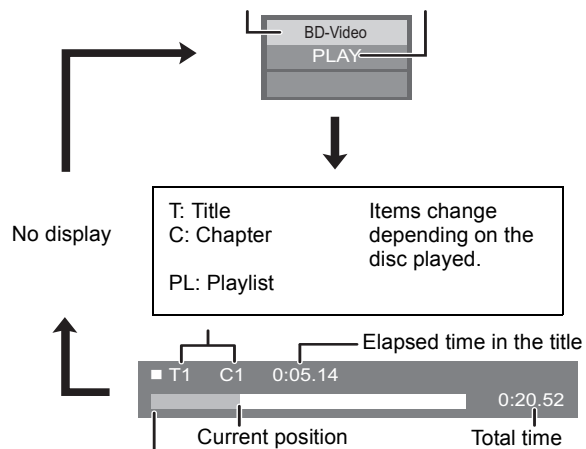 BD-Video
PLAY
No display
T: Title
C: Chapter
PL: Playlist
Items change
depending on the
disc played.
Elapsed time in the title
T1 C1 0:05.14
0:20.52
Current position
Total time